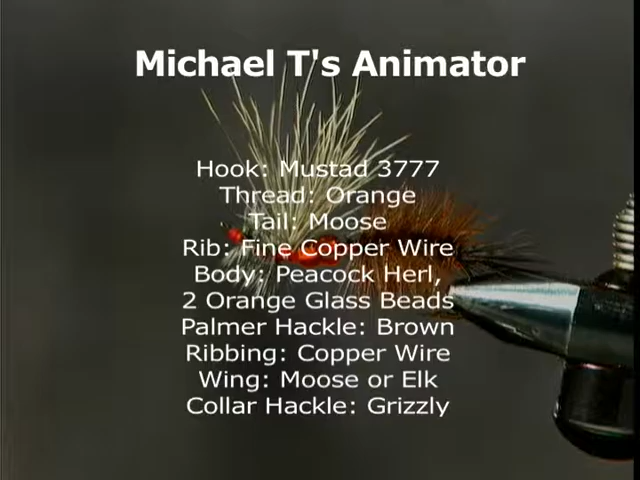 Michael T's Animator
Hook: Mustad 3777
Thread: Orange
Tail: Moose
Rib: Fine Copper Wire
Body: Peacock Herl,
2 Orange Glass Beads
Palmer Hackle: Brown
Ribbing: Copper Wire
Wing: Moose or Elk
Collar Hackle: Grizzly